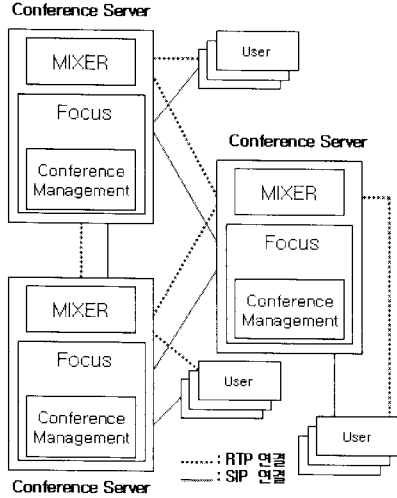 Conference Server
MIXER
Focus
Conference
Management
User
Conference Server
MIXER
Focus
Conference
Management
MIXER
Focus
Conference
Management
Conference Server
User
User
: RTP 연결
: SIP 연결